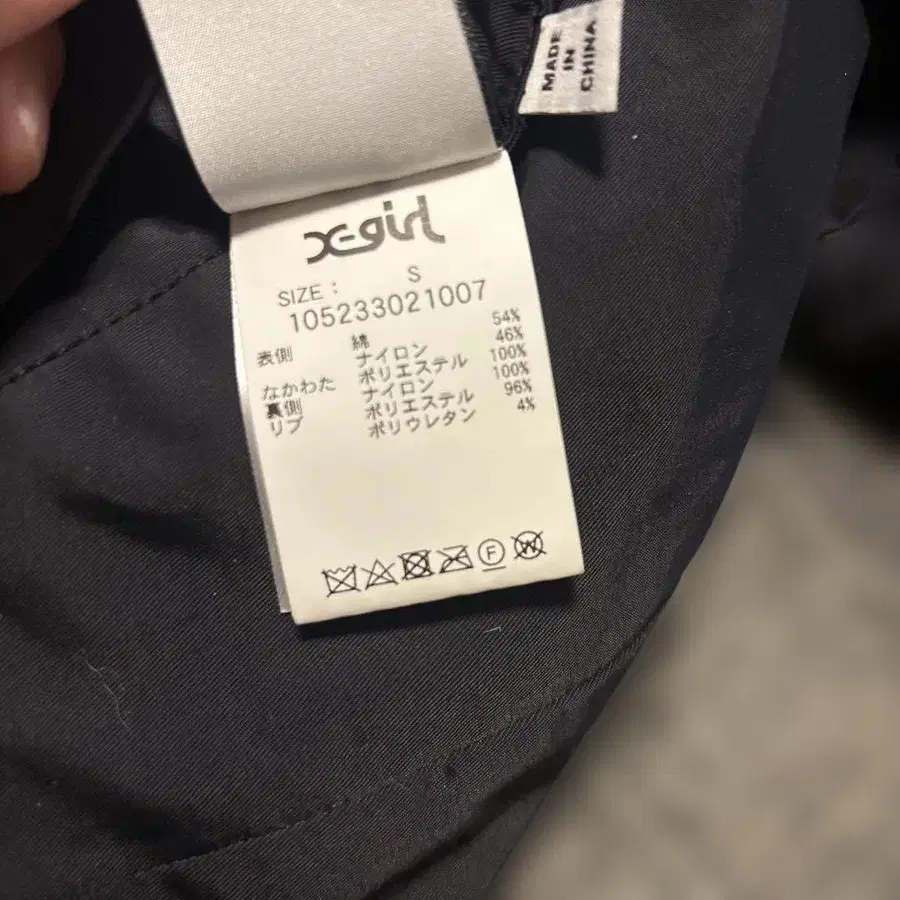 MADE
IN
CHINA
X-girl
SIZE : S
105233021007
表側 綿 54%
ナイロン 46%
なかわた ポリエステル 100%
裏側 ナイロン 100%
リブ ポリエステル 96%
ポリウレタン 4%
F W